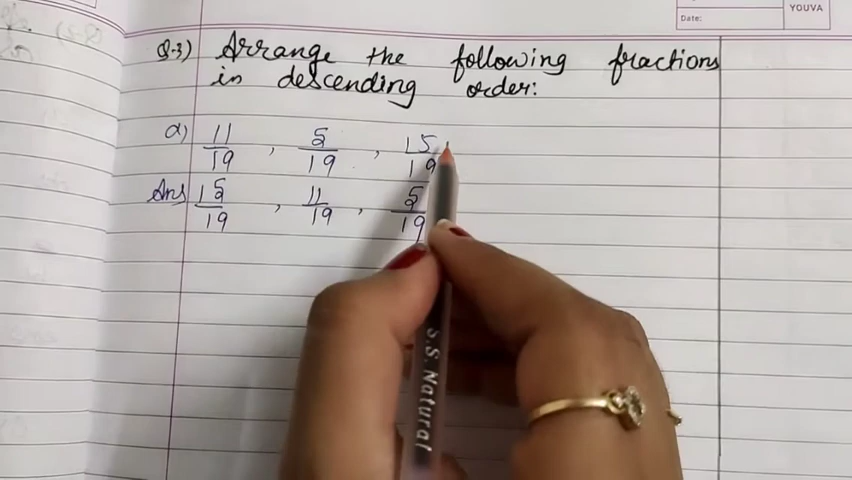 YOUVA
Date:
Q-3) Arrange the following fractions
in descending order:
a) 11/19 , 5/19 , 15/19
Ans 15/19 , 11/19 , 5/19
S.S. Natural